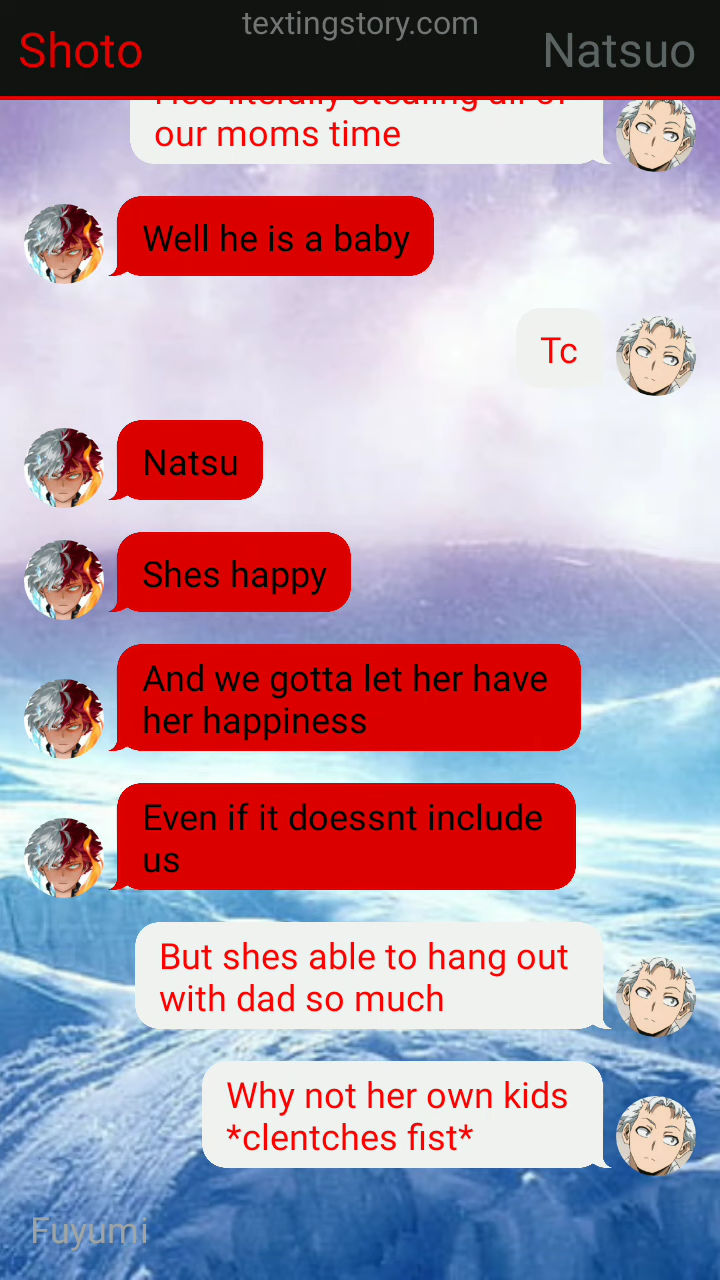 textingstory.com
Shoto
Natsuo
our moms time
Well he is a baby
Tc
Natsu
Shes happy
And we gotta let her have
her happiness
Even if it doessnt include
us
But shes able to hang out
with dad so much
Why not her own kids
*clentches fist*
Fuyumi